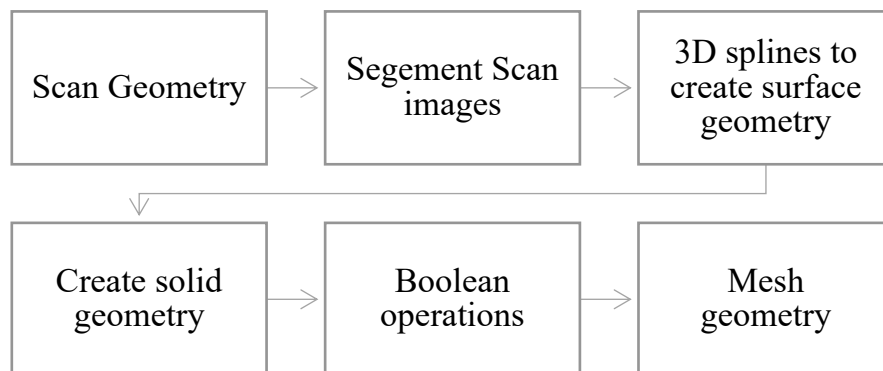 Scan Geometry
Segement Scan
images
3D splines to
create surface
geometry
Create solid
geometry
Boolean
operations
Mesh
geometry